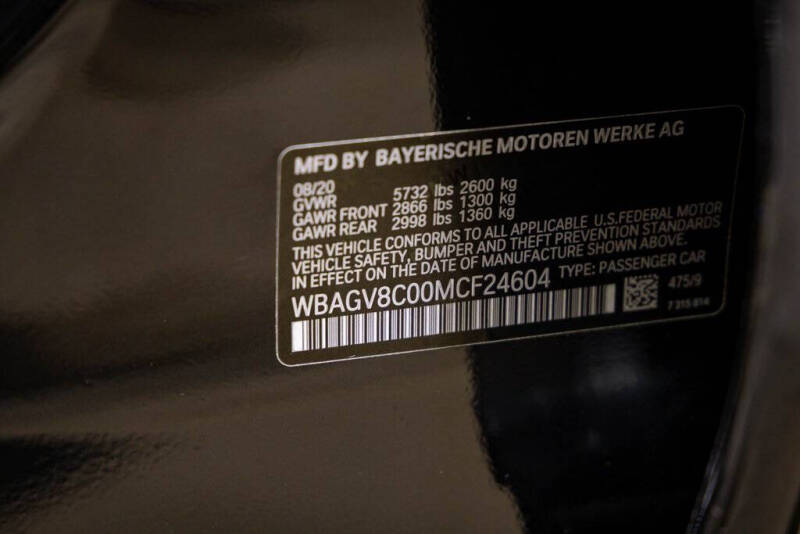 MFD BY BAYERISCHE MOTOREN WERKE AG
08/20
GVWR 5732 lbs 2600 kg
GAWR FRONT 2866 lbs 1300 kg
GAWR REAR 2998 lbs 1360 kg
THIS VEHICLE CONFORMS TO ALL APPLICABLE U.S.FEDERAL MOTOR
VEHICLE SAFETY, BUMPER AND THEFT PREVENTION STANDARDS
IN EFFECT ON THE DATE OF MANUFACTURE SHOWN ABOVE.
WBAGV8C00MCF24604 TYPE: PASSENGER CAR
475/9
7 315 814